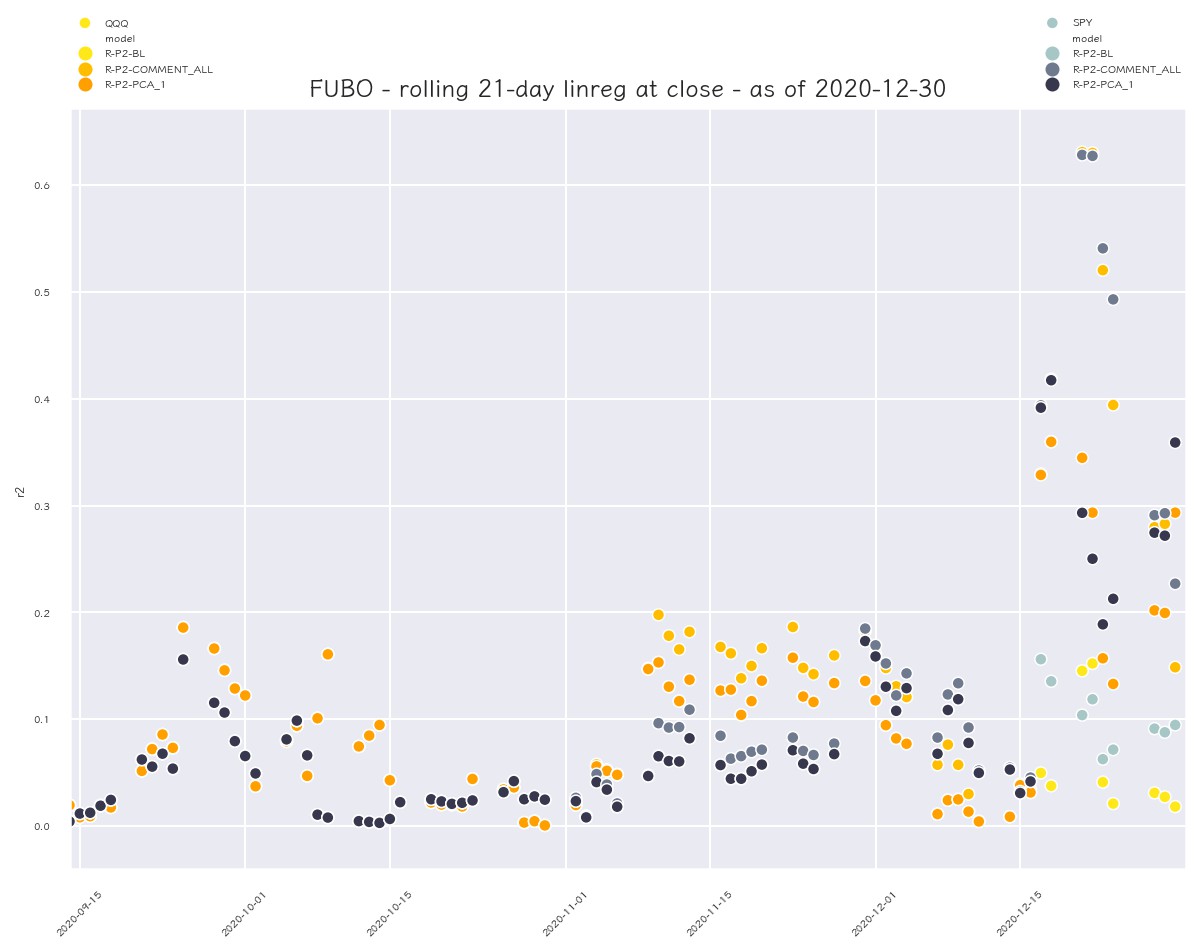 QQQ
model
R-P2-BL
R-P2-COMMENT_ALL
R-P2-PCA_1
SPY
model
R-P2-BL
R-P2-COMMENT_ALL
R-P2-PCA_1
FUBO - rolling 21-day linreg at close - as of 2020-12-30
r2
0.6
0.5
0.4
0.3
0.2
0.1
0.0
2020-09-15
2020-10-01
2020-10-15
2020-11-01
2020-11-15
2020-12-01
2020-12-15